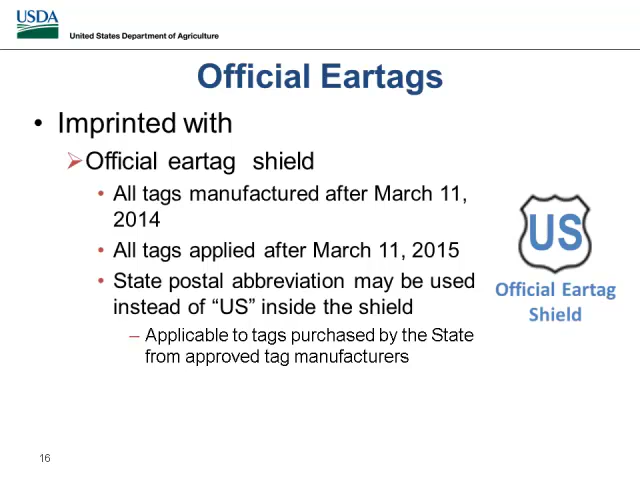 USDA
United States Department of Agriculture
Official Eartags
• Imprinted with
➢Official eartag shield
• All tags manufactured after March 11,
2014
• All tags applied after March 11, 2015
• State postal abbreviation may be used
instead of “US” inside the shield
– Applicable to tags purchased by the State
from approved tag manufacturers
US
Official Eartag
Shield
16